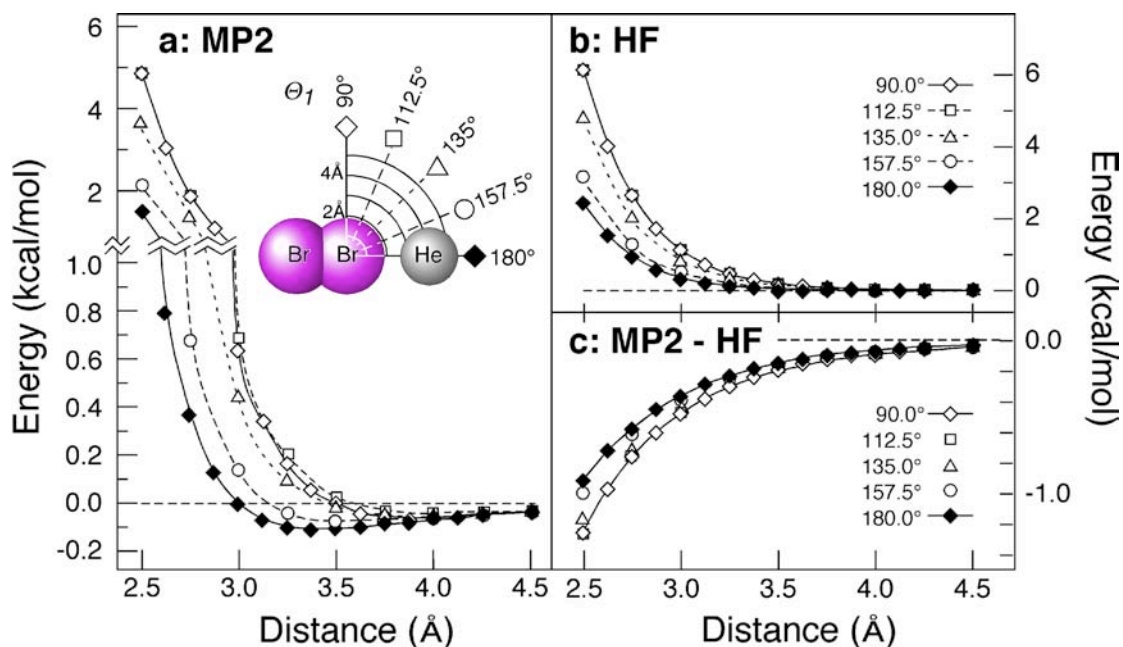 a: MP2
Energy (kcal/mol)
6
4
2
1.0
0.8
0.6
0.4
0.2
0.0
-0.2
2.5 3.0 3.5 4.0 4.5
Distance (Å)
Θ1
90°
112.5°
135°
157.5°
180°
4Å
2Å
Br Br He
b: HF
90.0°
112.5°
135.0°
157.5°
180.0°
6
4
2
0
Energy (kcal/mol)
c: MP2 - HF
90.0°
112.5°
135.0°
157.5°
180.0°
0.0
-1.0
2.5 3.0 3.5 4.0 4.5
Distance (Å)